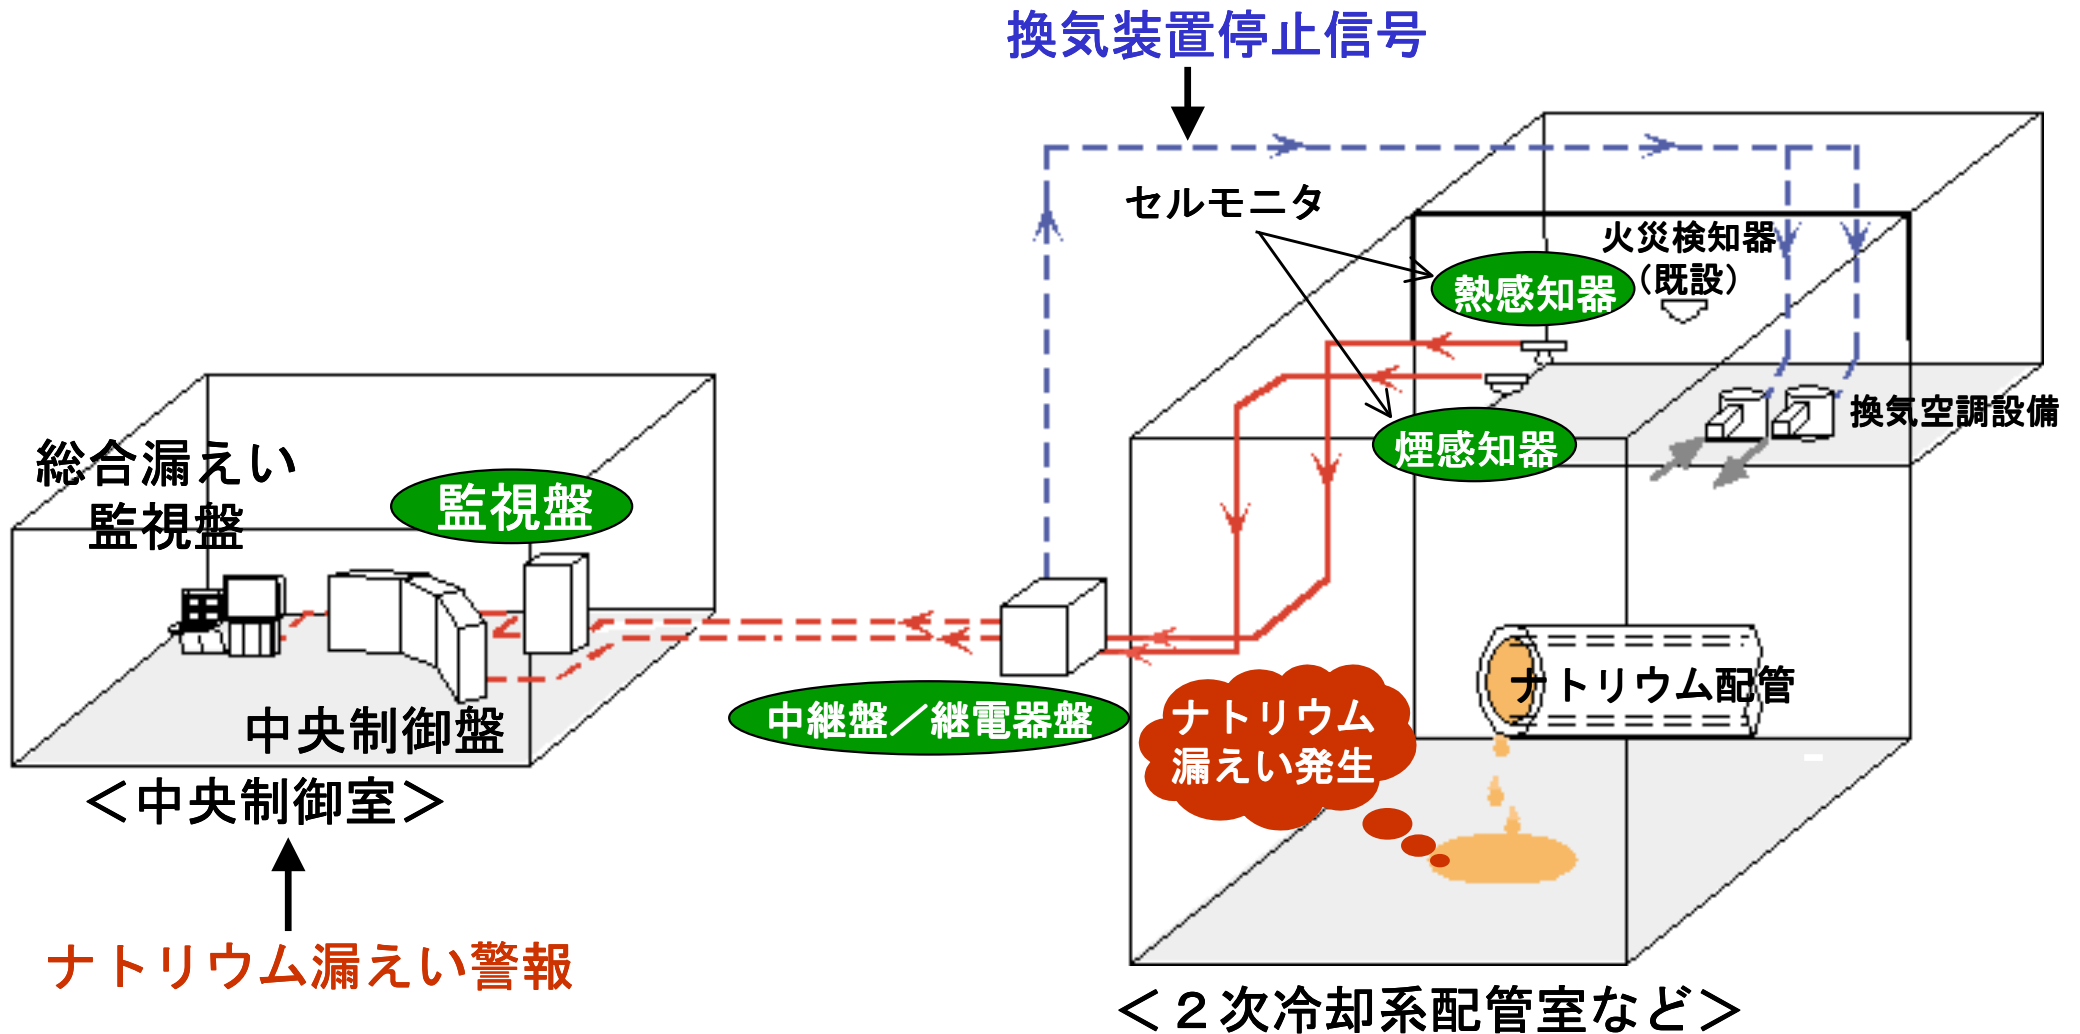 換気装置停止信号
セルモニタ
火災検知器
（既設）
熱感知器
換気空調設備
煙感知器
総合漏えい
監視盤
監視盤
中央制御盤
＜中央制御室＞
ナトリウム漏えい警報
中継盤／継電器盤
ナトリウム
漏えい発生
ナトリウム配管
＜２次冷却系配管室など＞